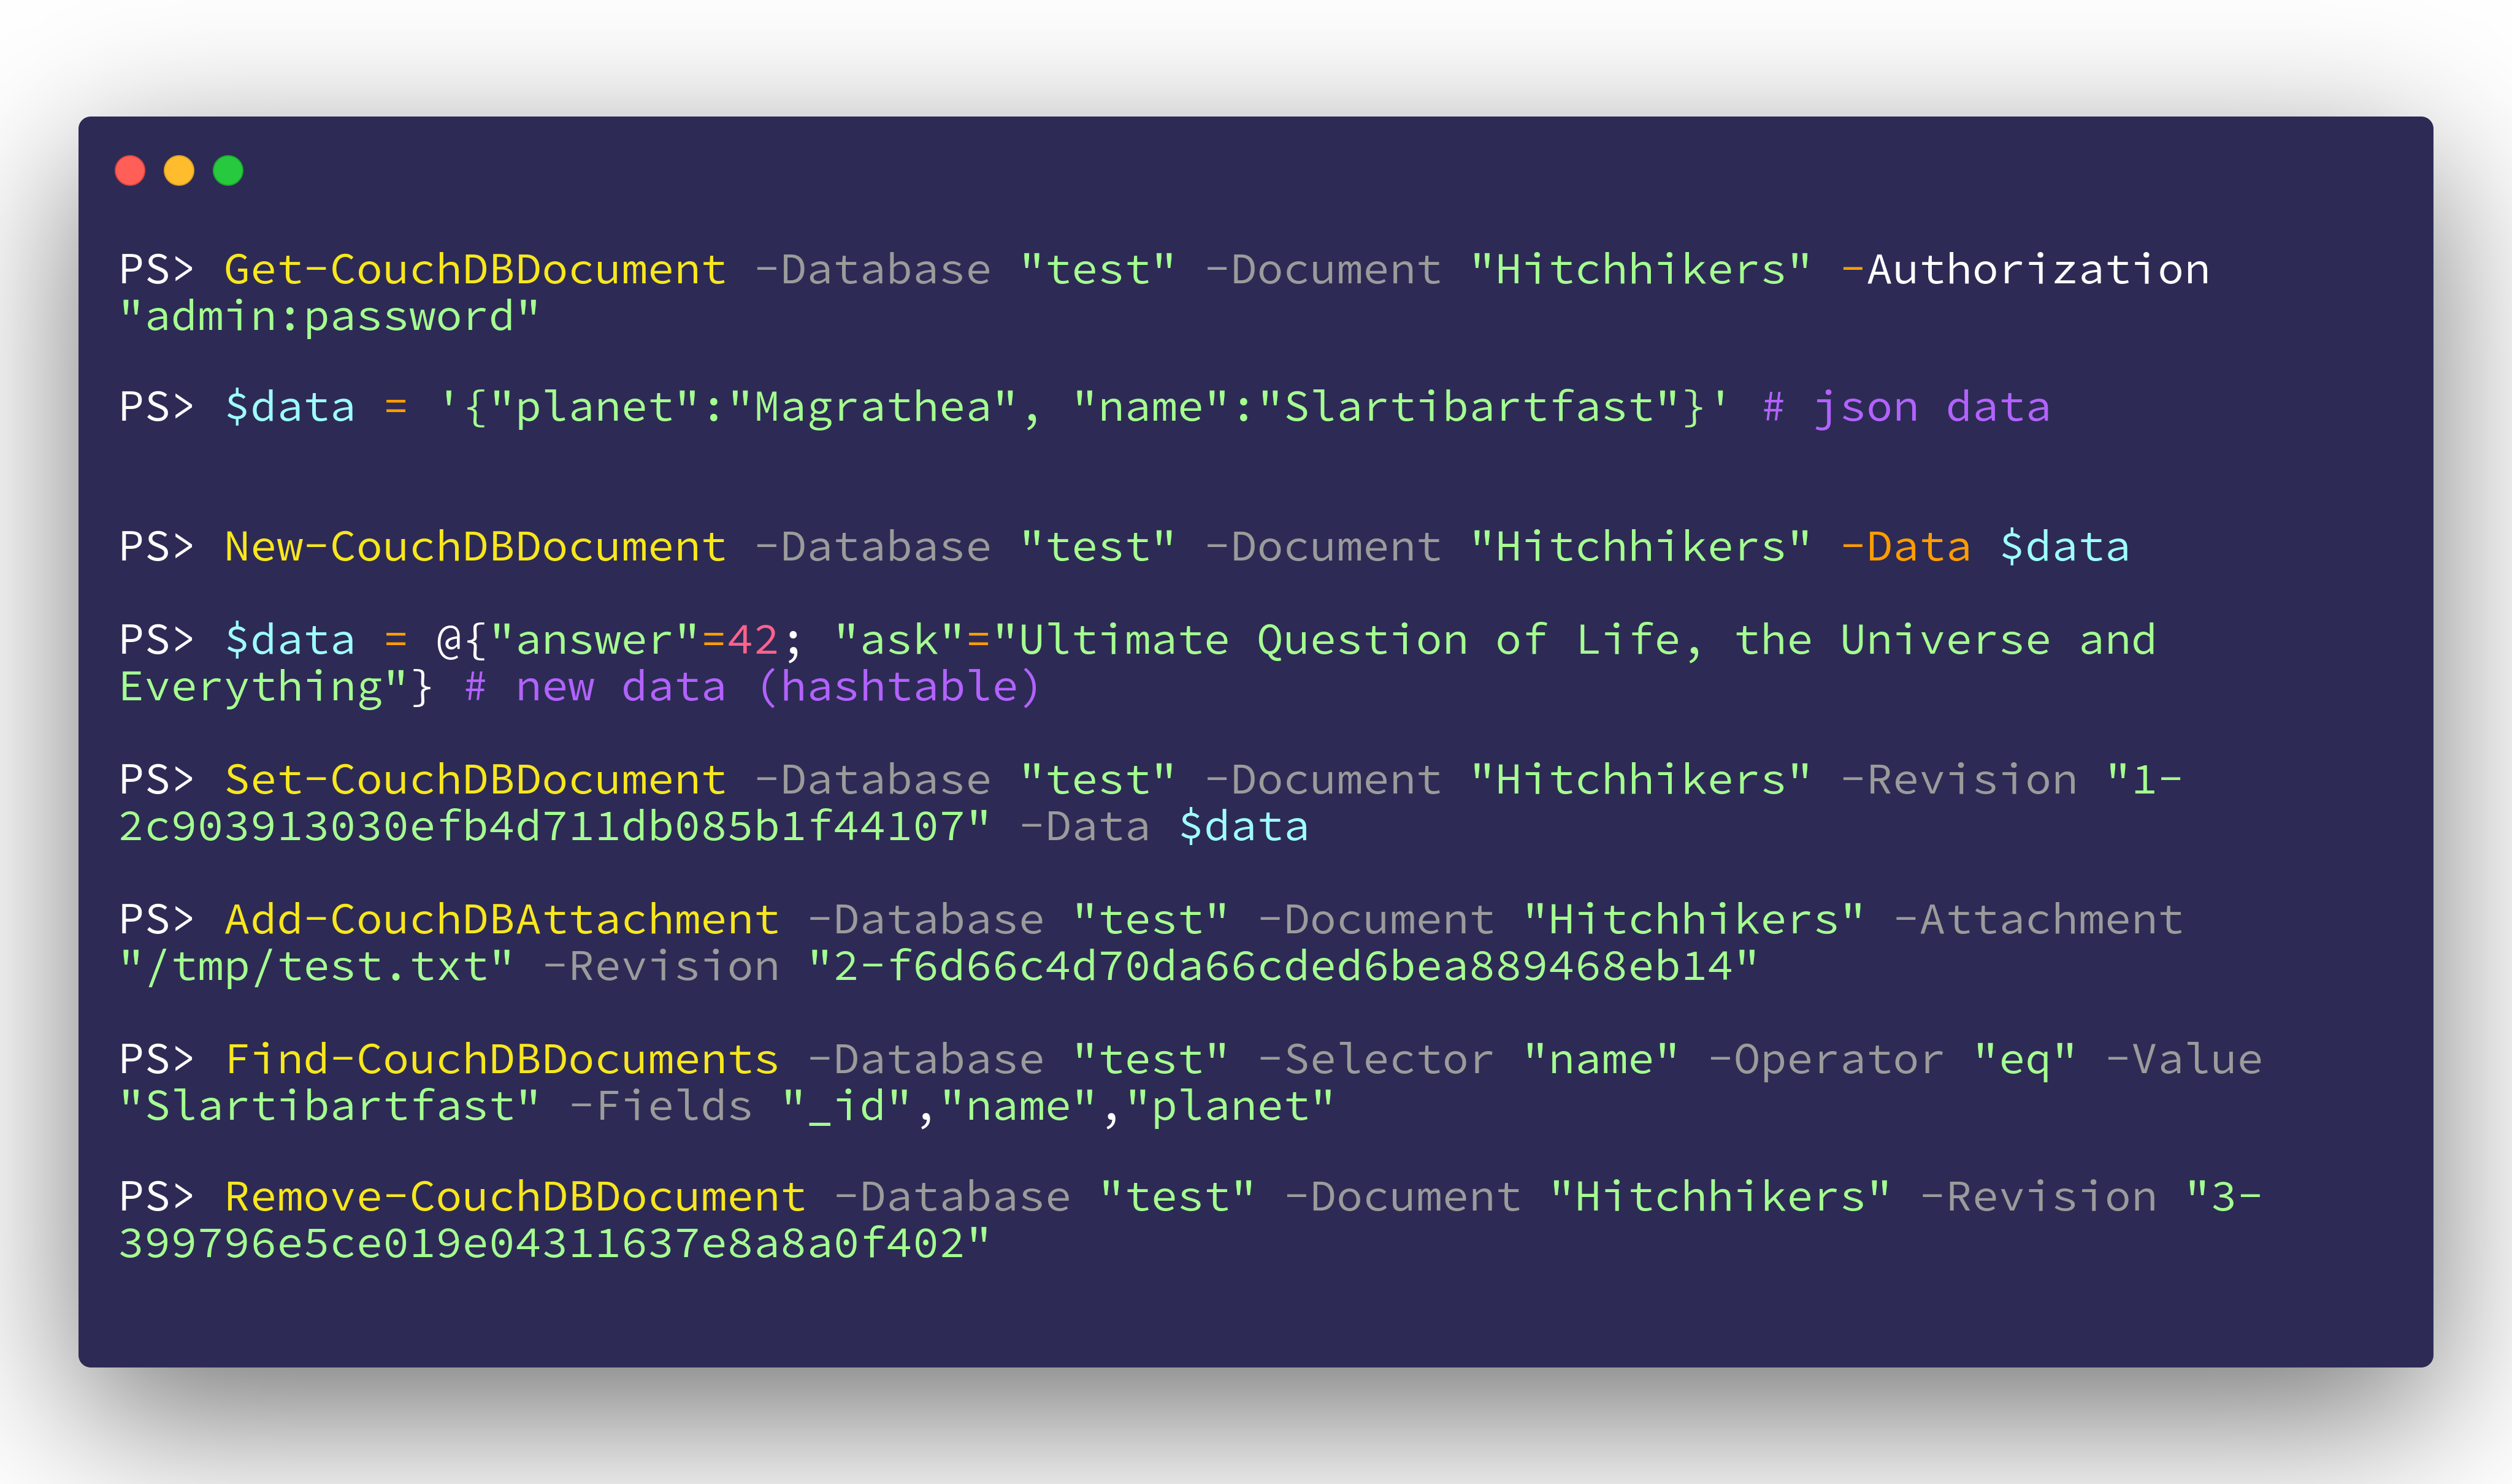 PS> Get-CouchDBDocument -Database "test" -Document "Hitchhikers" -Authorization
"admin:password"
PS> $data = '{"planet":"Magrathea", "name":"Slartibartfast"}' # json data
PS> New-CouchDBDocument -Database "test" -Document "Hitchhikers" -Data $data
PS> $data = @{"answer"=42; "ask"="Ultimate Question of Life, the Universe and
Everything"} # new data (hashtable)
PS> Set-CouchDBDocument -Database "test" -Document "Hitchhikers" -Revision "1-
2c903913030efb4d711db085b1f44107" -Data $data
PS> Add-CouchDBAttachment -Database "test" -Document "Hitchhikers" -Attachment
"/tmp/test.txt" -Revision "2-f6d66c4d70da66cded6bea889468eb14"
PS> Find-CouchDBDocuments -Database "test" -Selector "name" -Operator "eq" -Value
"Slartibartfast" -Fields "_id","name","planet"
PS> Remove-CouchDBDocument -Database "test" -Document "Hitchhikers" -Revision "3-
399796e5ce019e04311637e8a8a0f402"